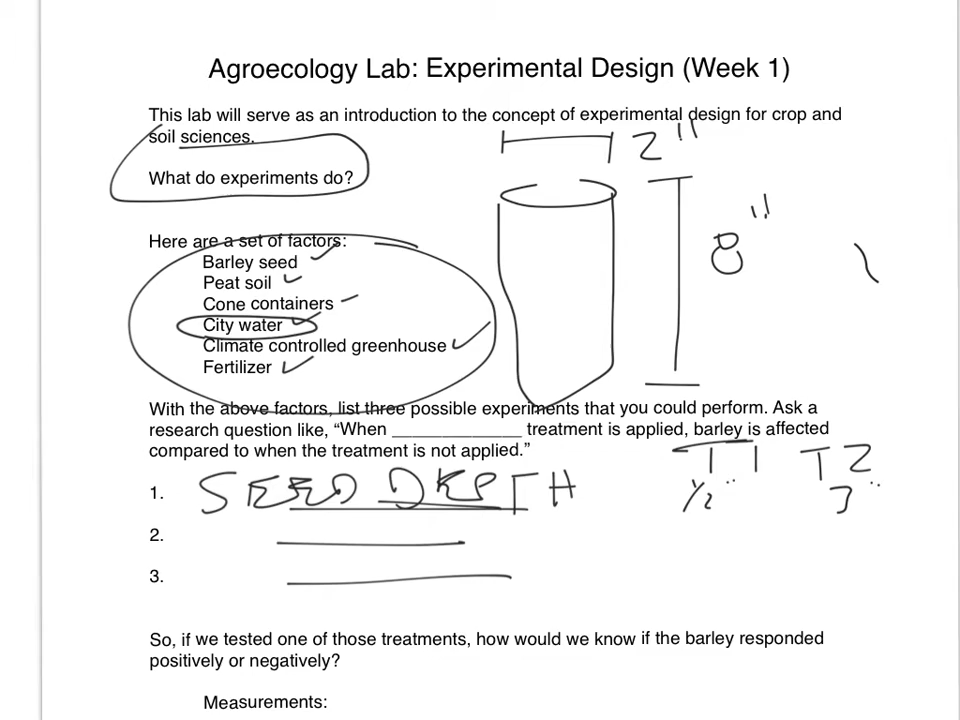 Agroecology Lab: Experimental Design (Week 1)
This lab will serve as an introduction to the concept of experimental design for crop and
soil sciences.
2"
What do experiments do?
8"
Here are a set of factors:
Barley seed
Peat soil
Cone containers
City water
Climate controlled greenhouse
Fertilizer
With the above factors, list three possible experiments that you could perform. Ask a
research question like, “When ______________ treatment is applied, barley is affected
compared to when the treatment is not applied.”
T1 T2
1. SEED DEPTH
1/2" 3"
2.
3.
So, if we tested one of those treatments, how would we know if the barley responded
positively or negatively?
Measurements: